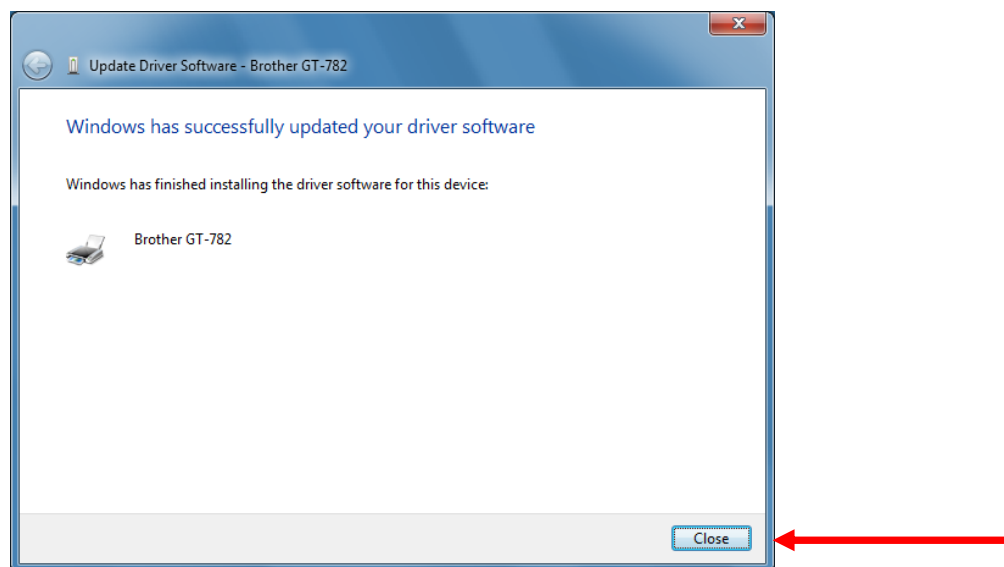 Update Driver Software - Brother GT-782
Windows has successfully updated your driver software
Windows has finished installing the driver software for this device:
Brother GT-782
Close